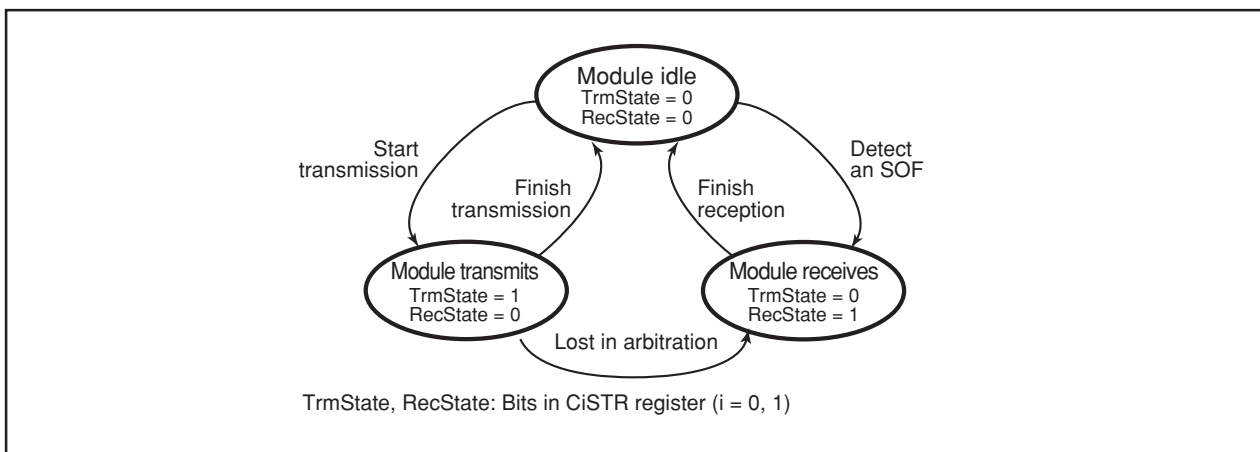 Module idle
TrmState = 0
RecState = 0
Start
transmission
Finish
transmission
Finish
reception
Detect
an SOF
Module transmits
TrmState = 1
RecState = 0
Module receives
TrmState = 0
RecState = 1
Lost in arbitration
TrmState, RecState: Bits in CiSTR register (i = 0, 1)